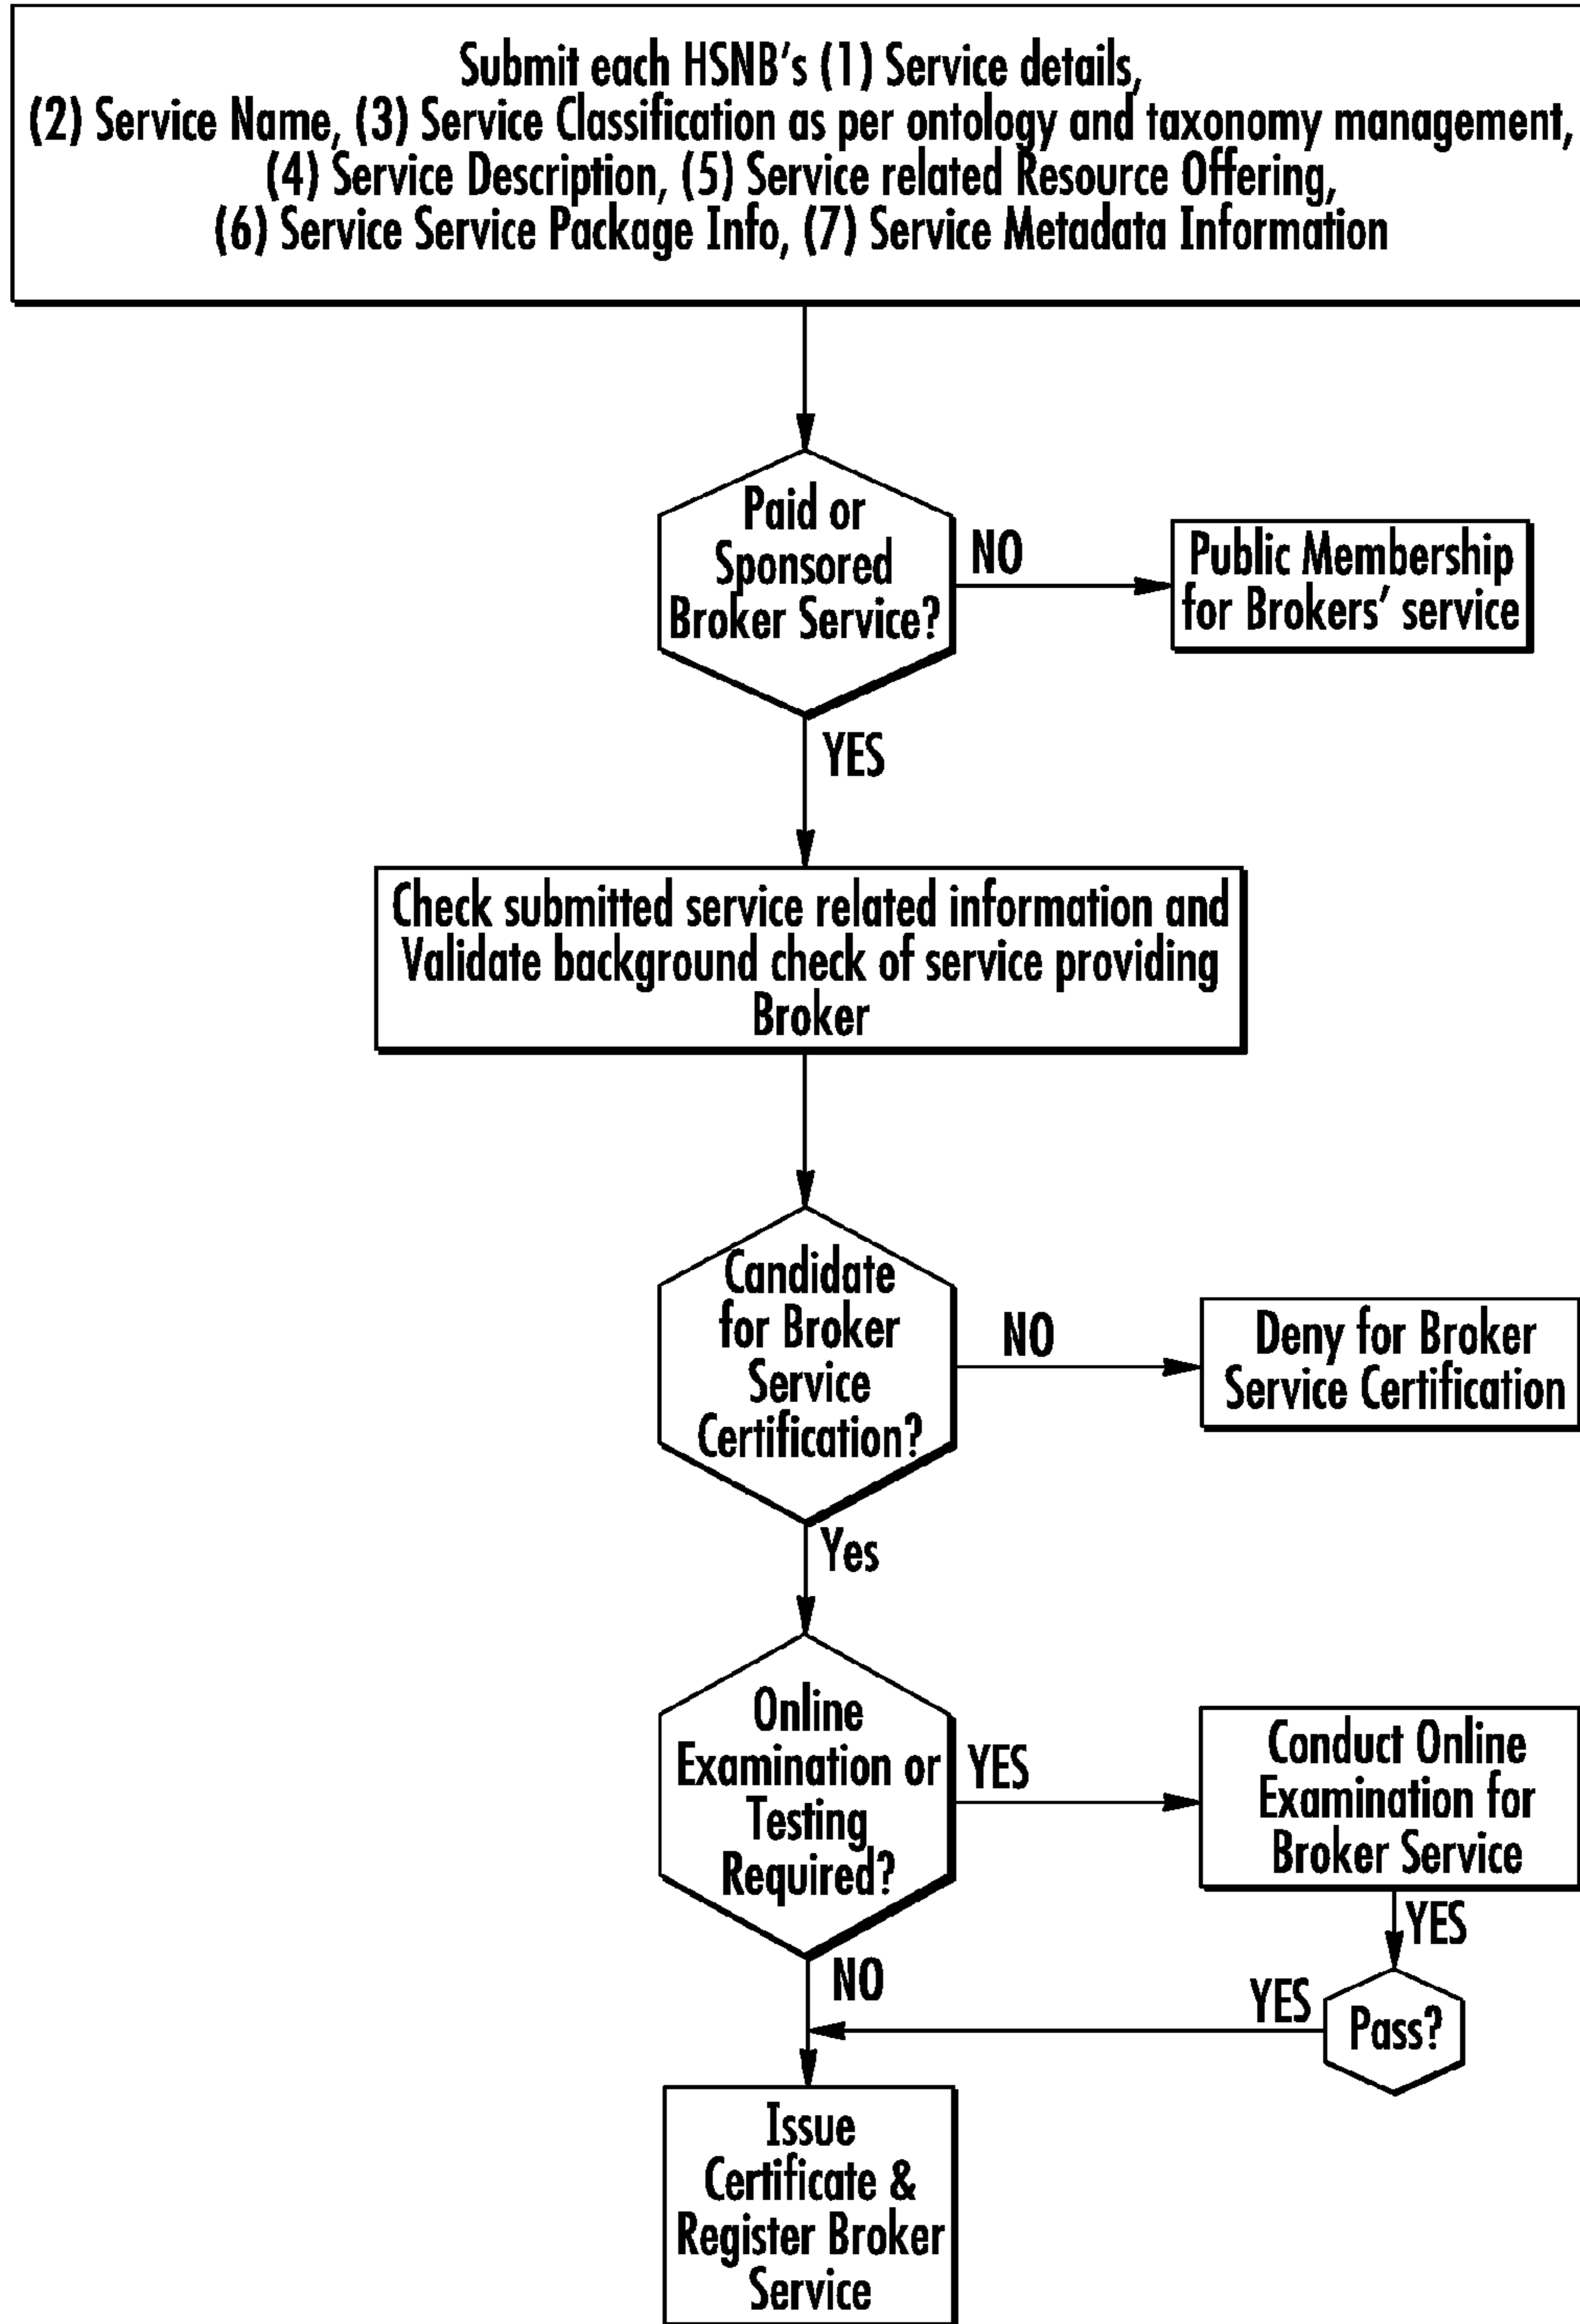 Submit each HSNB's (1) Service details,
(2) Service Name, (3) Service Classification as per ontology and taxonomy management,
(4) Service Description, (5) Service related Resource Offering,
(6) Service Service Package Info, (7) Service Metadata Information
Paid or
Sponsored
Broker Service?
NO
Public Membership
for Brokers' service
YES
Check submitted service related information and
Validate background check of service providing
Broker
Candidate
for Broker
Service
Certification?
NO
Deny for Broker
Service Certification
Yes
Online
Examination or
Testing
Required?
YES
Conduct Online
Examination for
Broker Service
YES
NO
YES
Pass?
Issue
Certificate &
Register Broker
Service